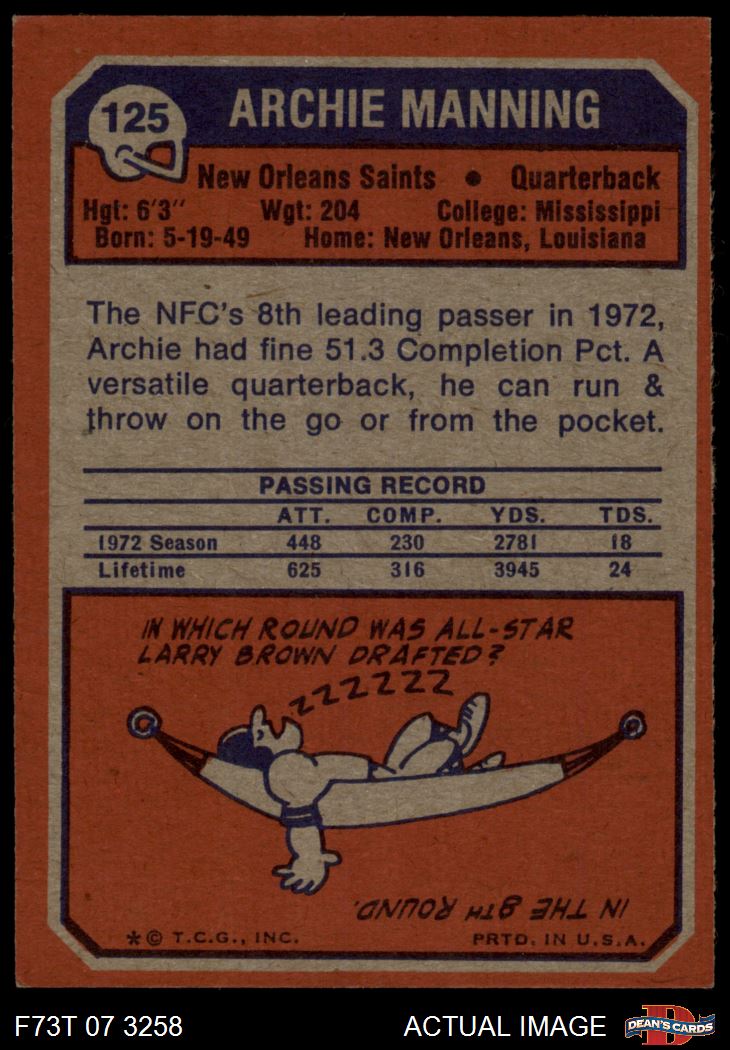 125
ARCHIE MANNING
New Orleans Saints • Quarterback
Hgt: 6'3" Wgt: 204 College: Mississippi
Born: 5-19-49 Home: New Orleans, Louisiana
The NFC's 8th leading passer in 1972,
Archie had fine 51.3 Completion Pct. A
versatile quarterback, he can run &
throw on the go or from the pocket.
PASSING RECORD
ATT. COMP. YDS. TDS.
1972 Season 448 230 2781 18
Lifetime 625 316 3945 24
IN WHICH ROUND WAS ALL-STAR
LARRY BROWN DRAFTED?
ZZZZZZZ
IN THE 8TH ROUND.
*© T.C.G., INC. PRTD. IN U.S.A.
F73T 07 3258 ACTUAL IMAGE D DEAN'S CARDS